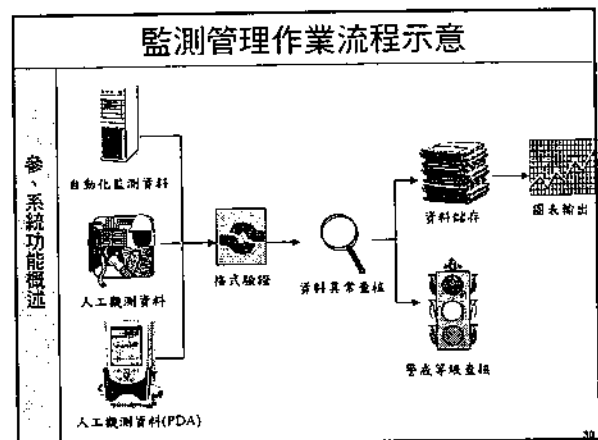 監測管理作業流程示意
參、系統功能概述
自動化監測資料
人工觀測資料
人工觀測資料(PDA)
格式驗證
資料異常查核
資料儲存
圖表輸出
警戒等級查核
30